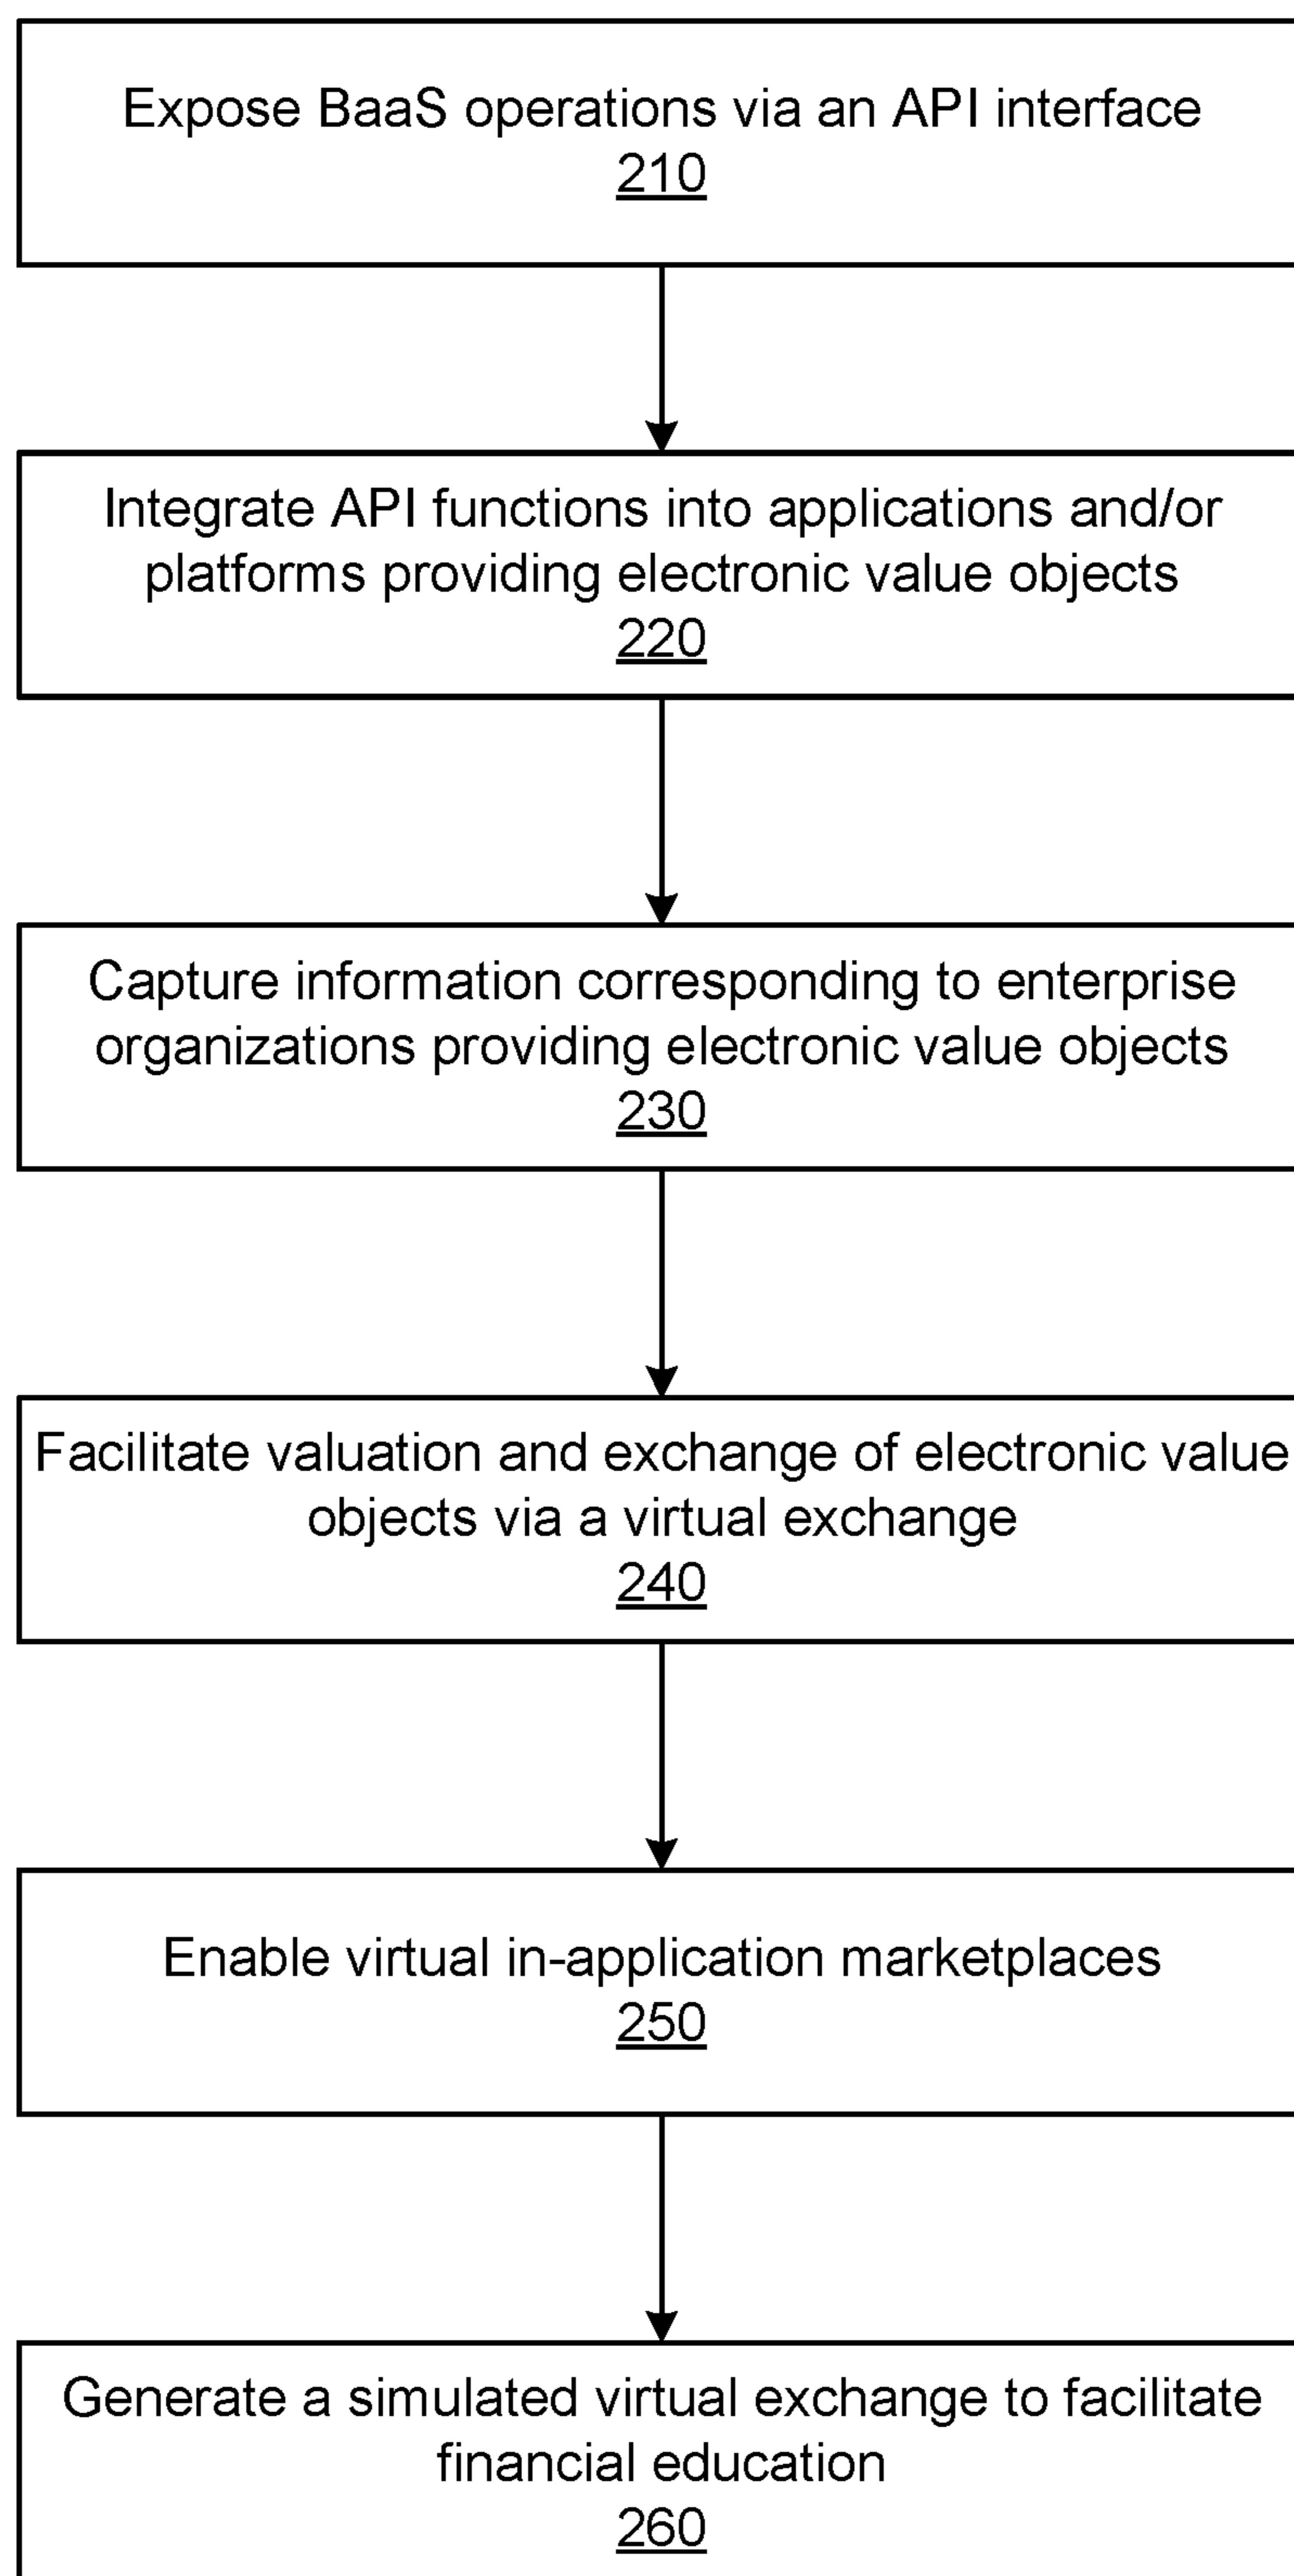 Expose BaaS operations via an API interface
210
Integrate API functions into applications and/or
platforms providing electronic value objects
220
Capture information corresponding to enterprise
organizations providing electronic value objects
230
Facilitate valuation and exchange of electronic value
objects via a virtual exchange
240
Enable virtual in-application marketplaces
250
Generate a simulated virtual exchange to facilitate
financial education
260